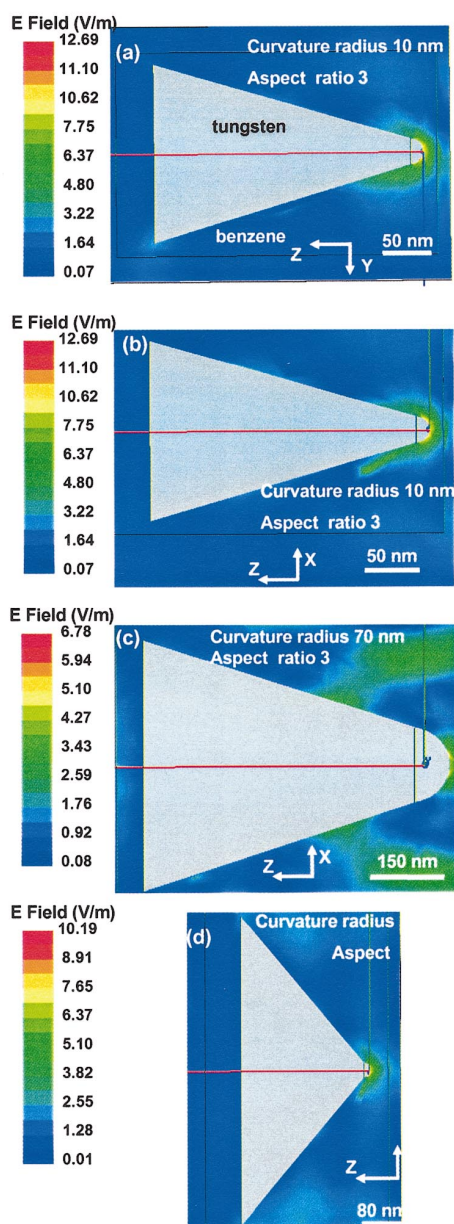 E Field (V/m)
12.69
11.10
10.62
7.75
6.37
4.80
3.22
1.64
0.07
(a)
Curvature radius 10 nm
Aspect ratio 3
tungsten
benzene
Z
Y
50 nm
E Field (V/m)
12.69
11.10
10.62
7.75
6.37
4.80
3.22
1.64
0.07
(b)
Curvature radius 10 nm
Aspect ratio 3
Z
X
50 nm
E Field (V/m)
6.78
5.94
5.10
4.27
3.43
2.59
1.76
0.92
0.08
(c)
Curvature radius 70 nm
Aspect ratio 3
Z
X
150 nm
E Field (V/m)
10.19
8.91
7.65
6.37
5.10
3.82
2.55
1.28
0.01
(d)
Curvature radius
Aspect
Z
80 nm